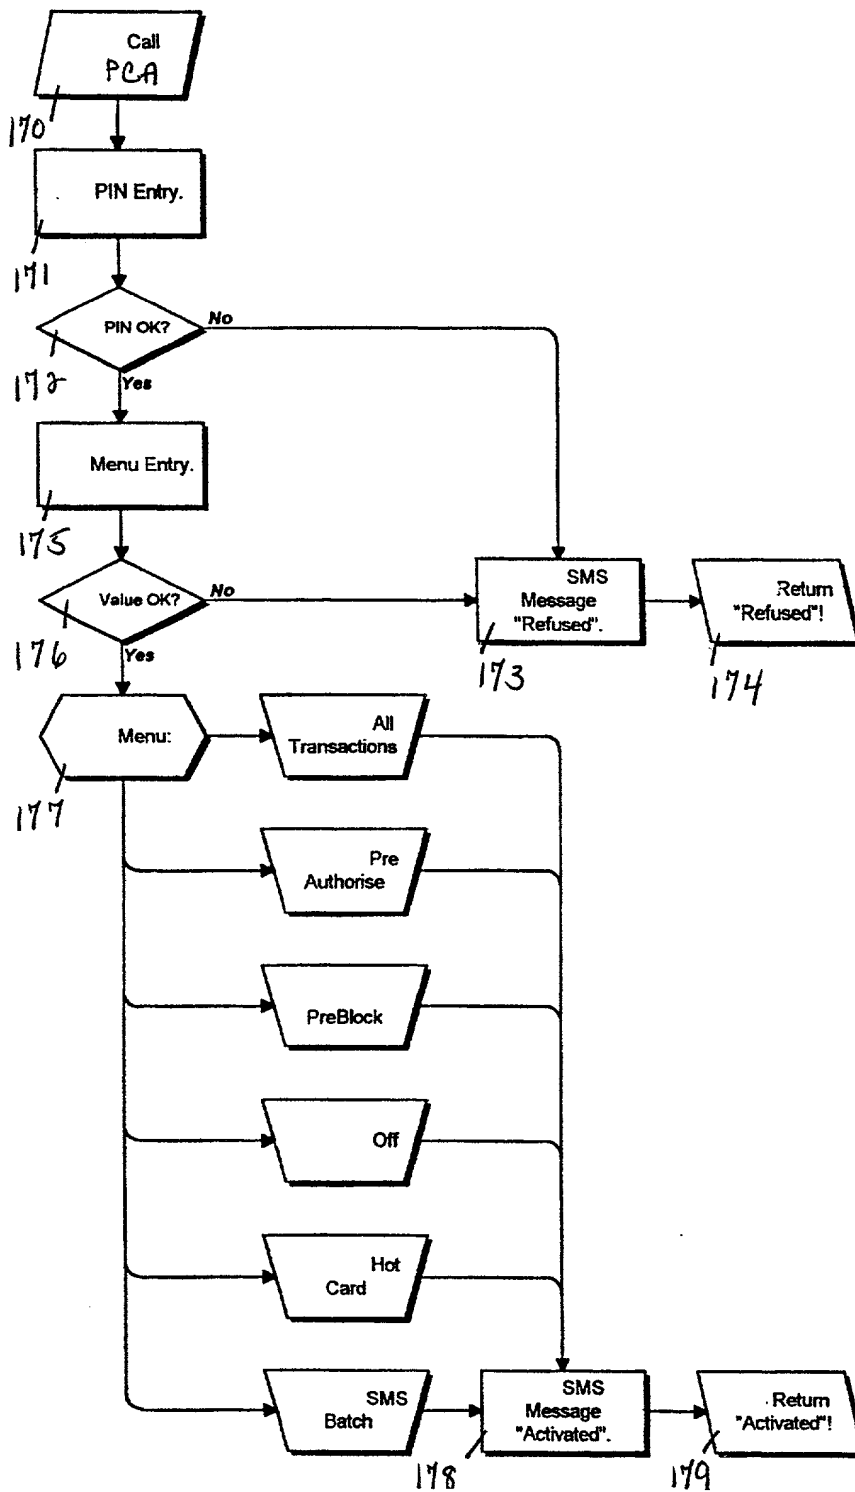 Call
PCA
170
PIN Entry.
171
PIN OK?
No
172
Yes
Menu Entry.
175
Value OK?
No
176
Yes
SMS
Message
"Refused".
173
Return
"Refused"!
174
Menu:
177
All
Transactions
Pre
Authorise
PreBlock
Off
Hot
Card
SMS
Batch
SMS
Message
"Activated".
178
Return
"Activated"!
179